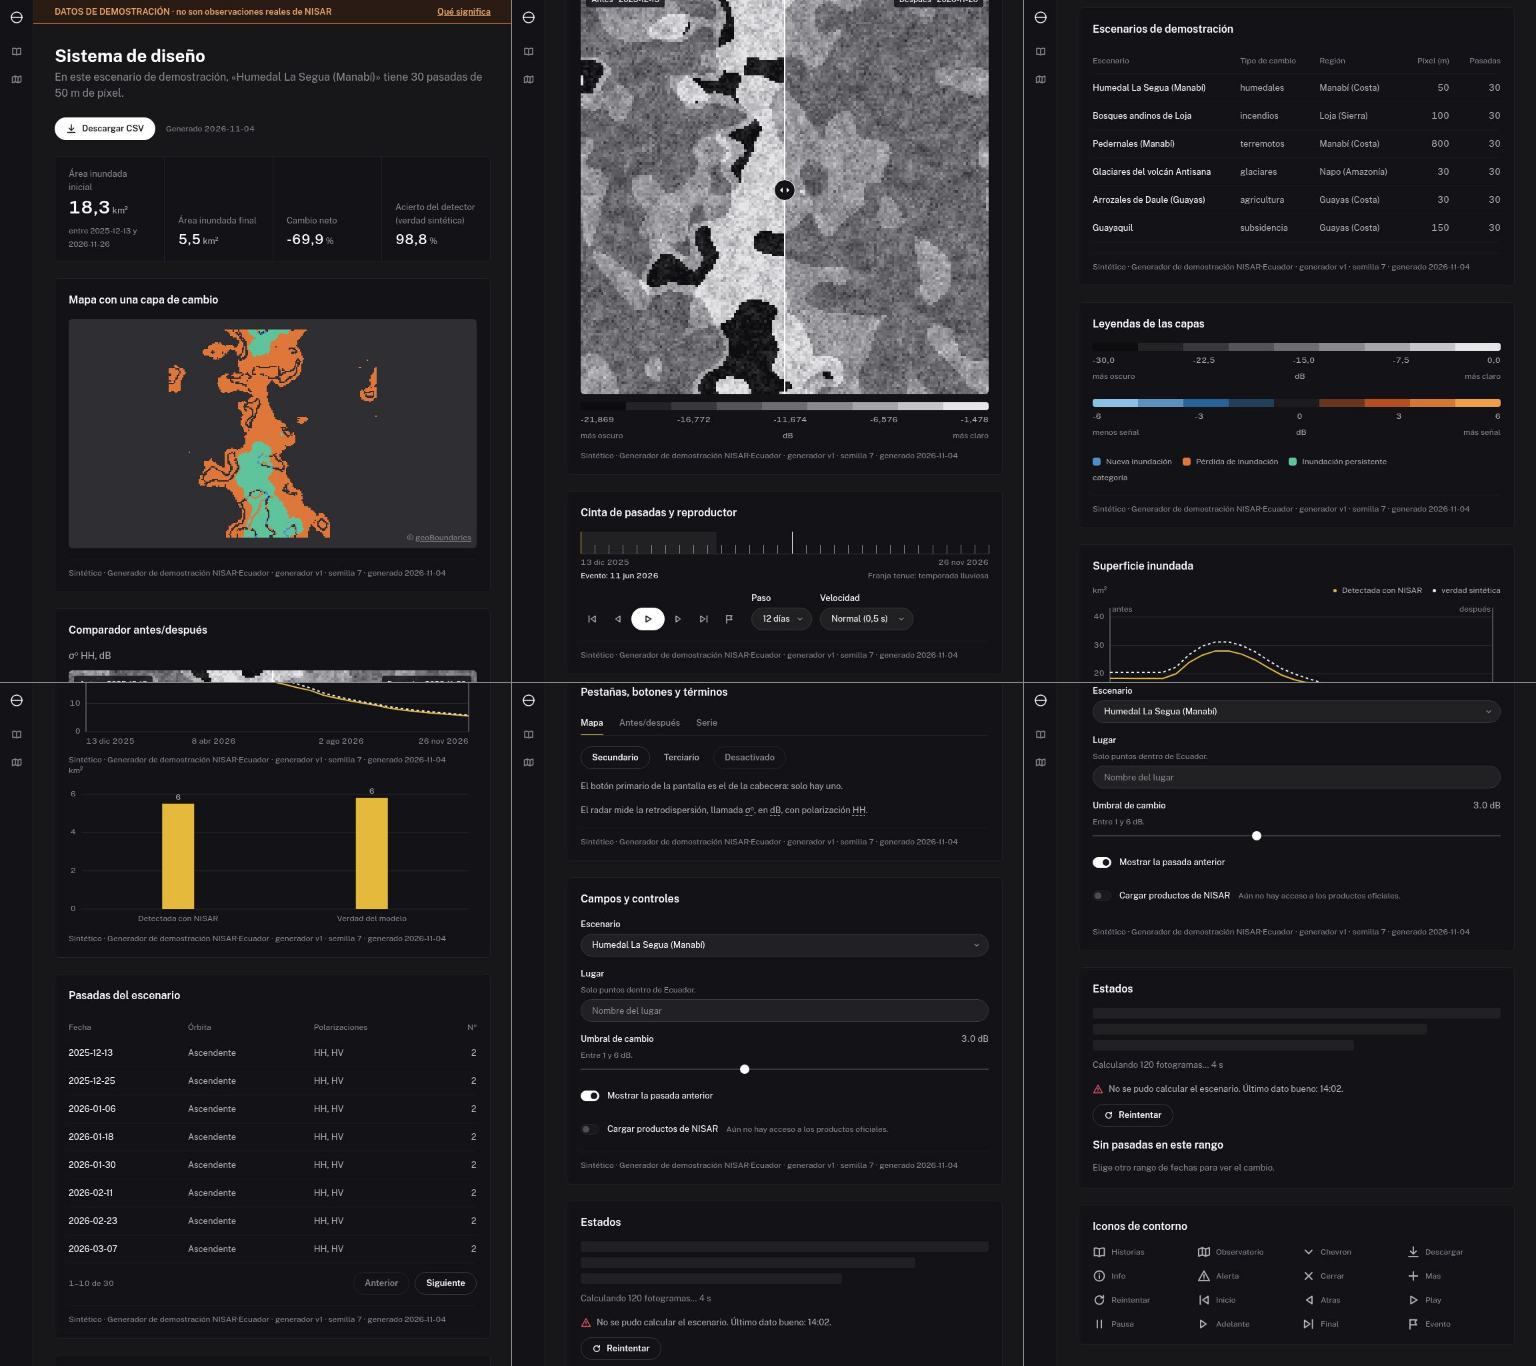 DATOS DE DEMOSTRACIÓN · no son observaciones reales de NISAR
Qué significa
Sistema de diseño
En este escenario de demostración, «Humedal La Segua (Manabí)» tiene 30 pasadas de
50 m de píxel.
Descargar CSV
Generado 2026-11-04
Área inundada
inicial
18,3 km²
entre 2025-12-13 y
2026-11-26
Área inundada final
5,5 km²
Cambio neto
-69,9 %
Acierto del detector
(verdad sintética)
98,8 %
Mapa con una capa de cambio
© geoBoundaries
Sintético · Generador de demostración NISAR·Ecuador · generador v1 · semilla 7 · generado 2026-11-04
Comparador antes/después
σ⁰ HH, dB
-21,869
-16,772
-11,674
-6,576
-1,478
más oscuro
dB
más claro
Sintético · Generador de demostración NISAR·Ecuador · generador v1 · semilla 7 · generado 2026-11-04
Cinta de pasadas y reproductor
13 dic 2025
26 nov 2026
Evento: 11 jun 2026
Franja tenue: temporada lluviosa
Paso
Velocidad
12 días
Normal (0,5 s)
Sintético · Generador de demostración NISAR·Ecuador · generador v1 · semilla 7 · generado 2026-11-04
Escenarios de demostración
Escenario Tipo de cambio Región Píxel (m) Pasadas
Humedal La Segua (Manabí) humedales Manabí (Costa) 50 30
Bosques andinos de Loja incendios Loja (Sierra) 100 30
Pedernales (Manabí) terremotos Manabí (Costa) 800 30
Glaciares del volcán Antisana glaciares Napo (Amazonía) 30 30
Arrozales de Daule (Guayas) agricultura Guayas (Costa) 30 30
Guayaquil subsidencia Guayas (Costa) 150 30
Sintético · Generador de demostración NISAR·Ecuador · generador v1 · semilla 7 · generado 2026-11-04
Leyendas de las capas
-30,0 -22,5 -15,0 -7,5 0,0
más oscuro dB más claro
-6 -3 0 3 6
menos señal dB más señal
Nueva inundación Pérdida de inundación Inundación persistente
categoría
Sintético · Generador de demostración NISAR·Ecuador · generador v1 · semilla 7 · generado 2026-11-04
Superficie inundada
km²
Detectada con NISAR verdad sintética
antes
después
40
30
20
10
0
13 dic 2025 8 abr 2026 2 ago 2026 26 nov 2026
Sintético · Generador de demostración NISAR·Ecuador · generador v1 · semilla 7 · generado 2026-11-04
km²
6
4
2
0
6
6
Detectada con NISAR Verdad del modelo
Sintético · Generador de demostración NISAR·Ecuador · generador v1 · semilla 7 · generado 2026-11-04
Pasadas del escenario
Fecha Órbita Polarizaciones Nº
2025-12-13 Ascendente HH, HV 2
2025-12-25 Ascendente HH, HV 2
2026-01-06 Ascendente HH, HV 2
2026-01-18 Ascendente HH, HV 2
2026-01-30 Ascendente HH, HV 2
2026-02-11 Ascendente HH, HV 2
2026-02-23 Ascendente HH, HV 2
2026-03-07 Ascendente HH, HV 2
1–10 de 30
Anterior
Siguiente
Sintético · Generador de demostración NISAR·Ecuador · generador v1 · semilla 7 · generado 2026-11-04
Pestañas, botones y términos
Mapa Antes/después Serie
Secundario Terciario Desactivado
El botón primario de la pantalla es el de la cabecera: solo hay uno.
El radar mide la retrodispersión, llamada σ⁰, en dB, con polarización HH.
Sintético · Generador de demostración NISAR·Ecuador · generador v1 · semilla 7 · generado 2026-11-04
Campos y controles
Escenario
Humedal La Segua (Manabí)
Lugar
Solo puntos dentro de Ecuador.
Nombre del lugar
Umbral de cambio
3.0 dB
Entre 1 y 6 dB.
Mostrar la pasada anterior
Cargar productos de NISAR Aún no hay acceso a los productos oficiales.
Sintético · Generador de demostración NISAR·Ecuador · generador v1 · semilla 7 · generado 2026-11-04
Estados
Calculando 120 fotogramas… 4 s
No se pudo calcular el escenario. Último dato bueno: 14:02.
Reintentar
Escenario
Humedal La Segua (Manabí)
Lugar
Solo puntos dentro de Ecuador.
Nombre del lugar
Umbral de cambio
3.0 dB
Entre 1 y 6 dB.
Mostrar la pasada anterior
Cargar productos de NISAR Aún no hay acceso a los productos oficiales.
Sintético · Generador de demostración NISAR·Ecuador · generador v1 · semilla 7 · generado 2026-11-04
Estados
Calculando 120 fotogramas… 4 s
No se pudo calcular el escenario. Último dato bueno: 14:02.
Reintentar
Sin pasadas en este rango
Elige otro rango de fechas para ver el cambio.
Iconos de contorno
Historias Observatorio Chevron Descargar
Info Alerta Cerrar Mas
Reintentar Inicio Atras Play
Pausa Adelante Final Evento